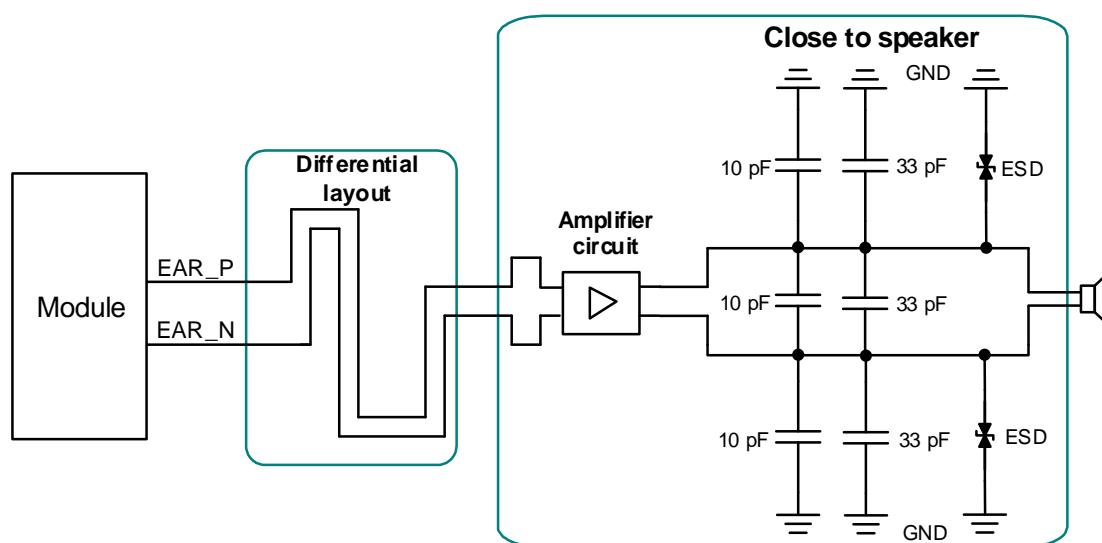 Close to speaker
GND
Differential
layout
10 pF
33 pF
ESD
Amplifier
circuit
EAR_P
Module
10 pF
33 pF
EAR_N
10 pF
33 pF
ESD
GND